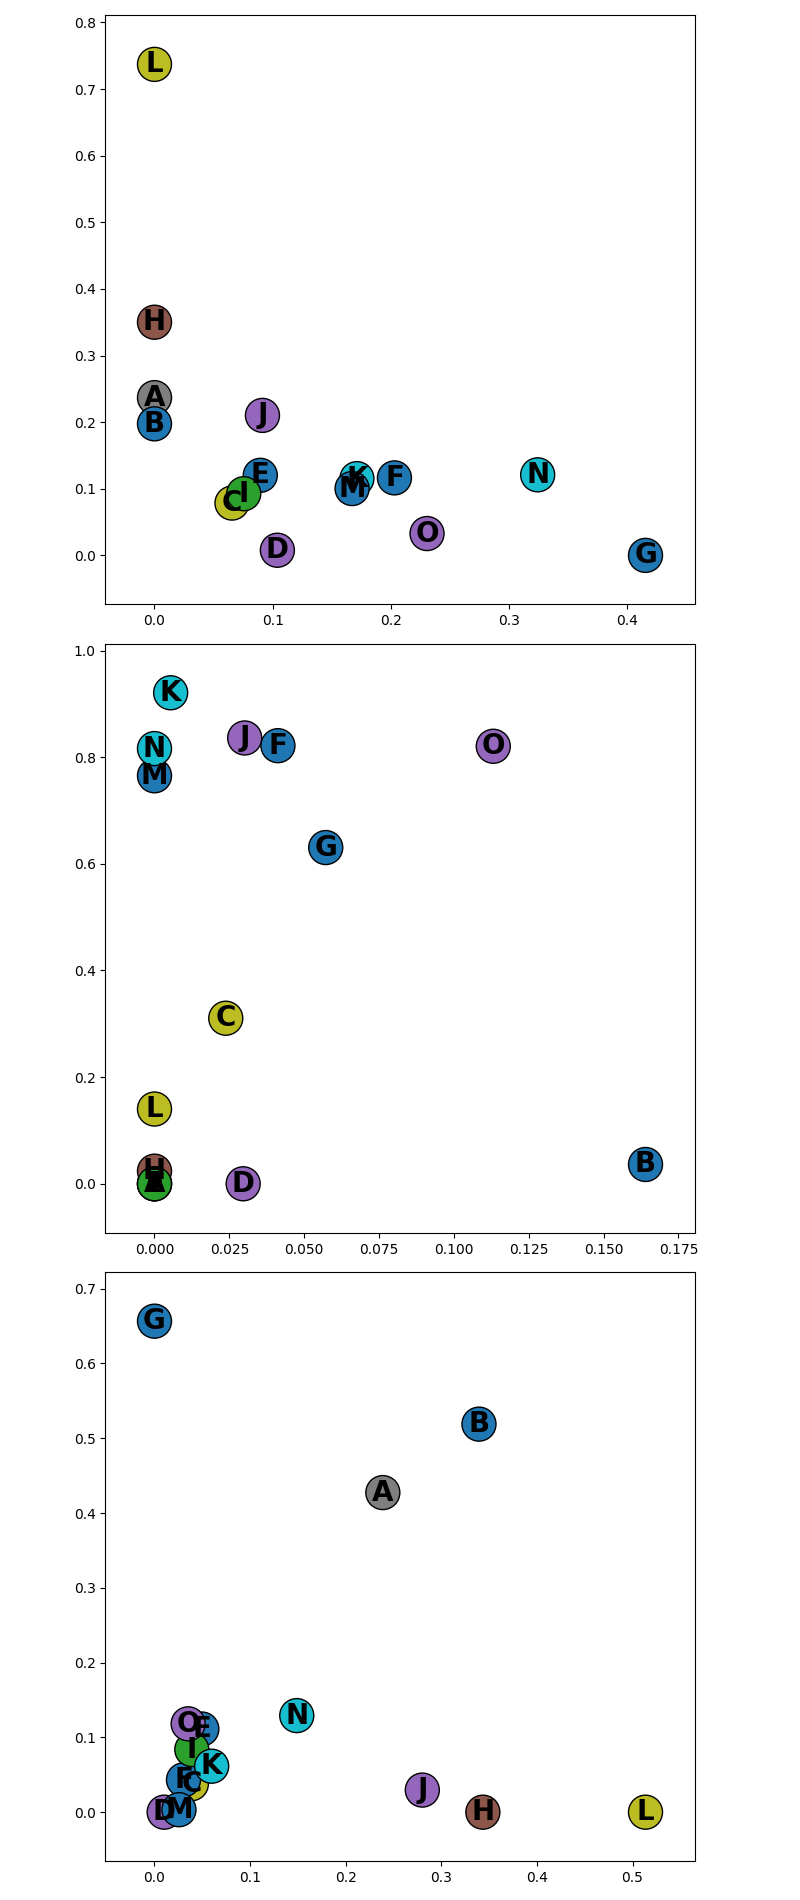 0.8
L
0.7
0.6
0.5
0.4
H
0.3
A
J
0.2
B
E K F N
I M
0.1
C
O
D
0.0
G
0.0 0.1 0.2 0.3 0.4
1.0
K
J F O
N
0.8
M
G
0.6
0.4
C
0.2
L
H
B
0.0
D
0.000 0.025 0.050 0.075 0.100 0.125 0.150 0.175
0.7
G
0.6
B
0.5
A
0.4
0.3
0.2
O E N
0.1
I
K
F C J
0.0
D M H L
0.0 0.1 0.2 0.3 0.4 0.5